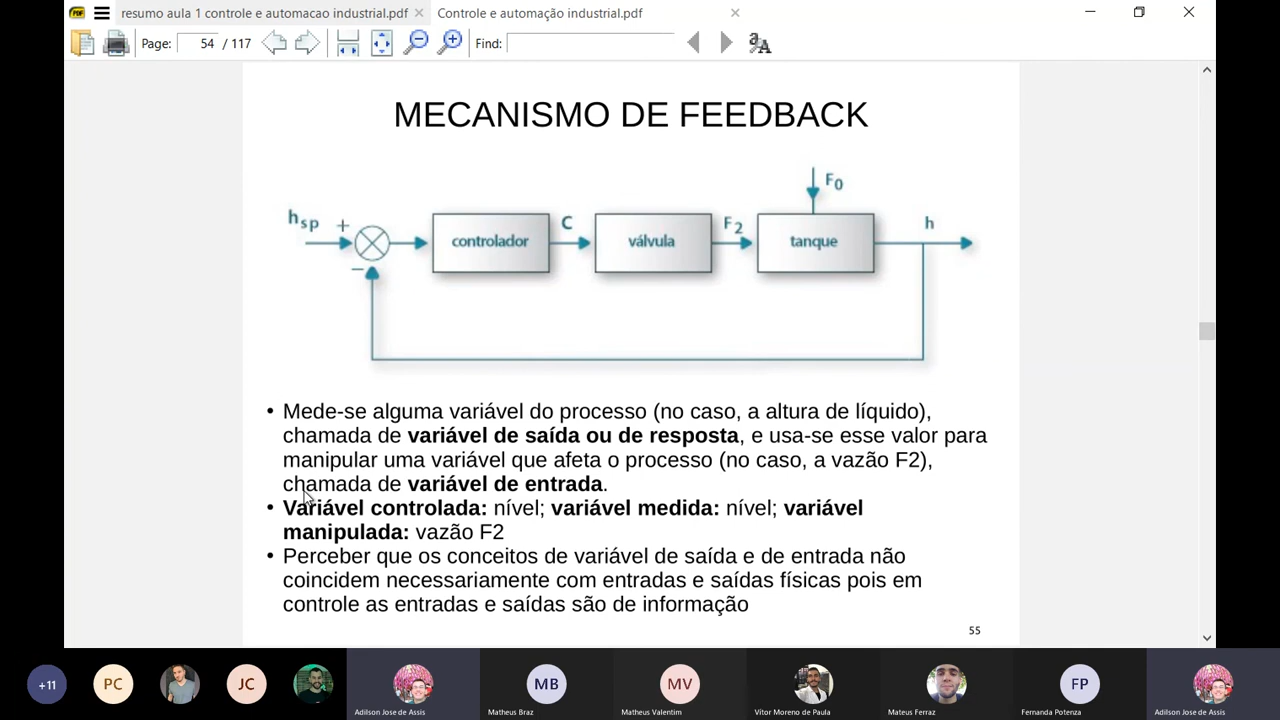 resumo aula 1 controle e automacao industrial.pdf
Controle e automação industrial.pdf
Page: 54 / 117
Find:
MECANISMO DE FEEDBACK
F0
hsp + C F2 h
controlador válvula tanque
−
• Mede-se alguma variável do processo (no caso, a altura de líquido),
chamada de variável de saída ou de resposta, e usa-se esse valor para
manipular uma variável que afeta o processo (no caso, a vazão F2),
chamada de variável de entrada.
• Variável controlada: nível; variável medida: nível; variável
manipulada: vazão F2
• Perceber que os conceitos de variável de saída e de entrada não
coincidem necessariamente com entradas e saídas físicas pois em
controle as entradas e saídas são de informação
55
+11 PC JC MB MV FP
Adilson Jose de Assis Matheus Braz Matheus Valentim Vítor Moreno de Paula Mateus Ferraz Fernanda Potenza Adilson Jose de Assis